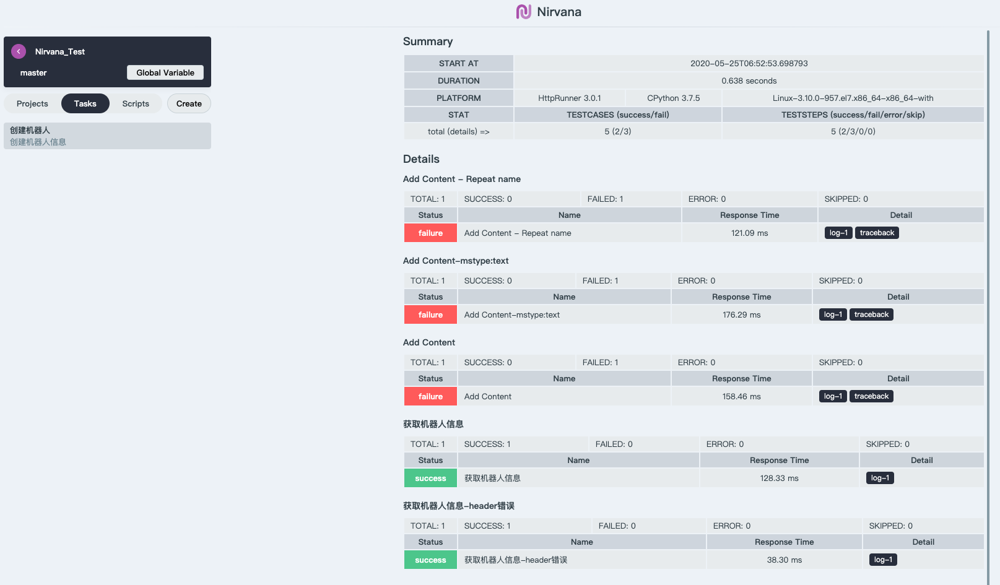 Nirvana
Nirvana_Test
master
Global Variable
Projects Tasks Scripts Create
创建机器人
创建机器人信息
Summary
START AT 2020-05-25T06:52:53.698793
DURATION 0.638 seconds
PLATFORM HttpRunner 3.0.1 CPython 3.7.5 Linux-3.10.0-957.el7.x86_64-x86_64-with
STAT TESTCASES (success/fail) TESTSTEPS (success/fail/error/skip)
total (details) => 5 (2/3) 5 (2/3/0/0)
Details
Add Content - Repeat name
TOTAL: 1 SUCCESS: 0 FAILED: 1 ERROR: 0 SKIPPED: 0
Status Name Response Time Detail
failure Add Content - Repeat name 121.09 ms log-1 traceback
Add Content-mstype:text
TOTAL: 1 SUCCESS: 0 FAILED: 1 ERROR: 0 SKIPPED: 0
Status Name Response Time Detail
failure Add Content-mstype:text 176.29 ms log-1 traceback
Add Content
TOTAL: 1 SUCCESS: 0 FAILED: 1 ERROR: 0 SKIPPED: 0
Status Name Response Time Detail
failure Add Content 158.46 ms log-1 traceback
获取机器人信息
TOTAL: 1 SUCCESS: 1 FAILED: 0 ERROR: 0 SKIPPED: 0
Status Name Response Time Detail
success 获取机器人信息 128.33 ms log-1
获取机器人信息-header错误
TOTAL: 1 SUCCESS: 1 FAILED: 0 ERROR: 0 SKIPPED: 0
Status Name Response Time Detail
success 获取机器人信息-header错误 38.30 ms log-1